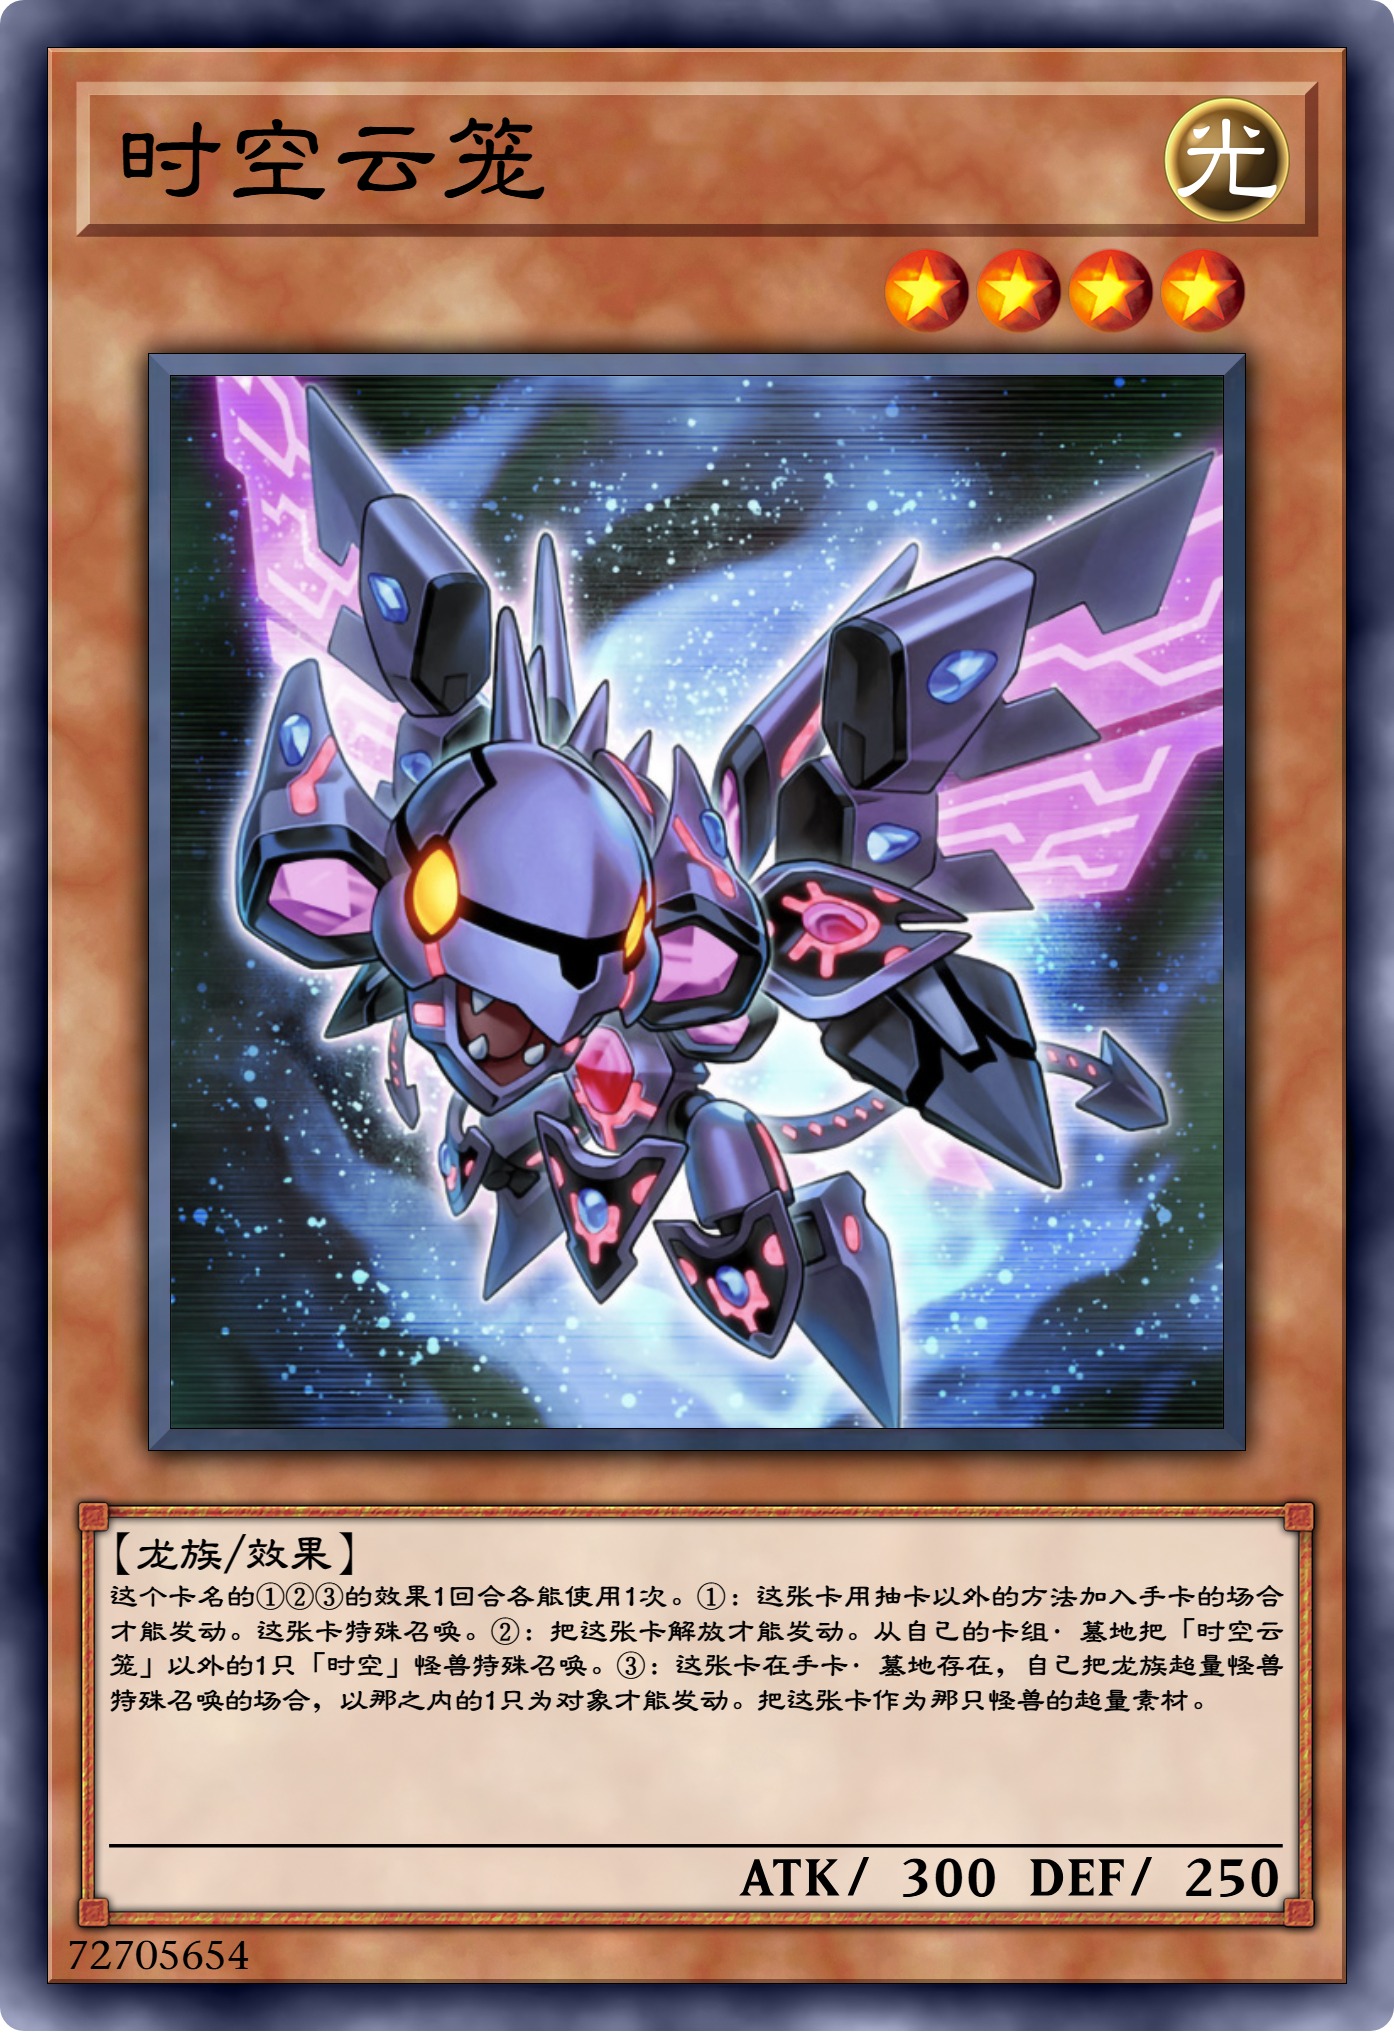 时空云笼
光
【龙族/效果】
这个卡名的①②③的效果1回合各能使用1次。①：这张卡用抽卡以外的方法加入手卡的场合
才能发动。这张卡特殊召唤。②：把这张卡解放才能发动。从自己的卡组·墓地把「时空云
笼」以外的1只「时空」怪兽特殊召唤。③：这张卡在手卡·墓地存在，自己把龙族超量怪兽
特殊召唤的场合，以那之内的1只为对象才能发动。把这张卡作为那只怪兽的超量素材。
ATK/ 300 DEF/ 250
72705654